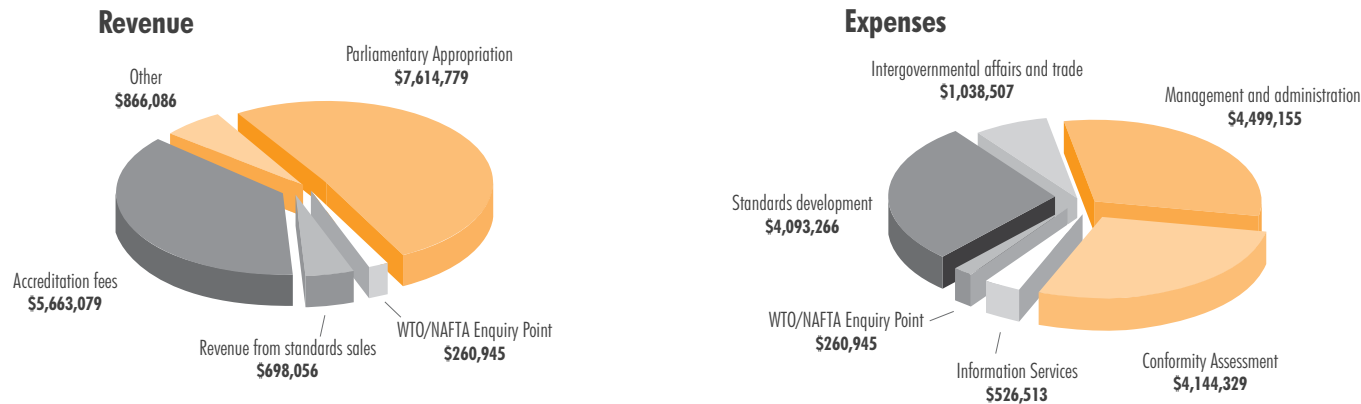 Revenue
Parliamentary Appropriation
$7,614,779
Other
$866,086
Accreditation fees
$5,663,079
Revenue from standards sales
$698,056
WTO/NAFTA Enquiry Point
$260,945
Expenses
Intergovernmental affairs and trade
$1,038,507
Management and administration
$4,499,155
Standards development
$4,093,266
WTO/NAFTA Enquiry Point
$260,945
Information Services
$526,513
Conformity Assessment
$4,144,329